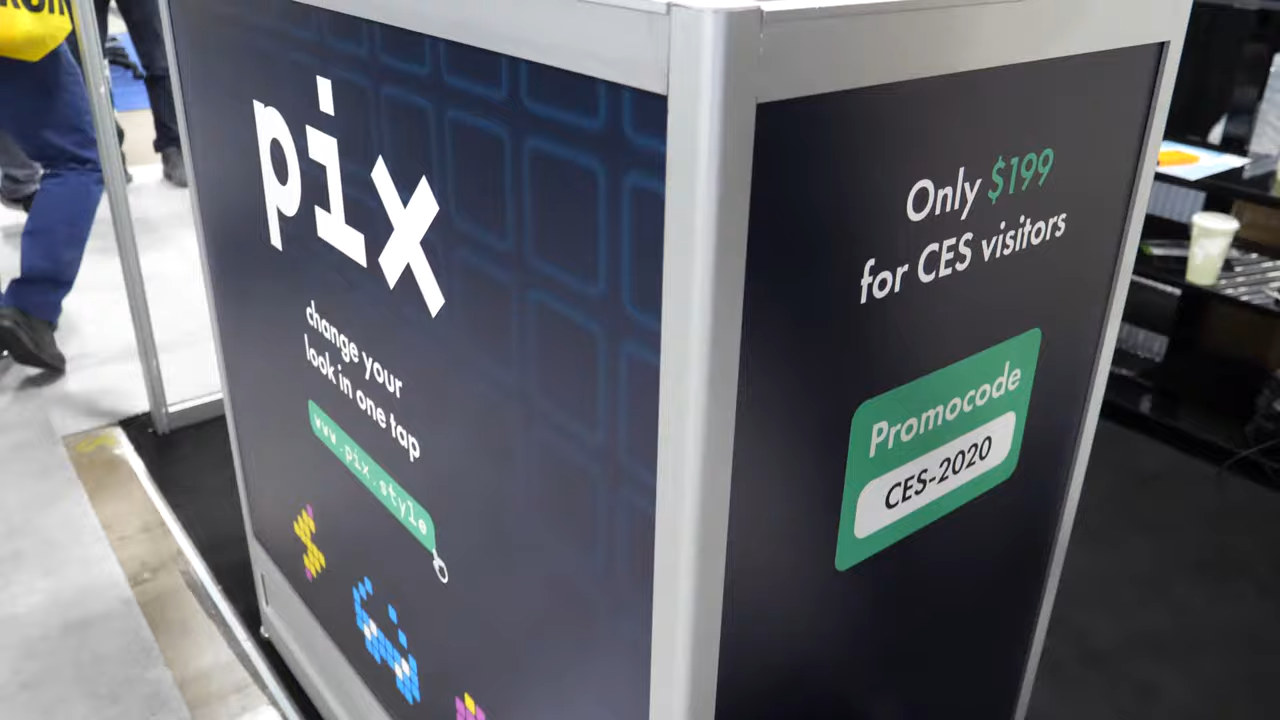 pix
change your
look in one tap
www.pix.style
Only $199
for CES visitors
Promocode
CES-2020